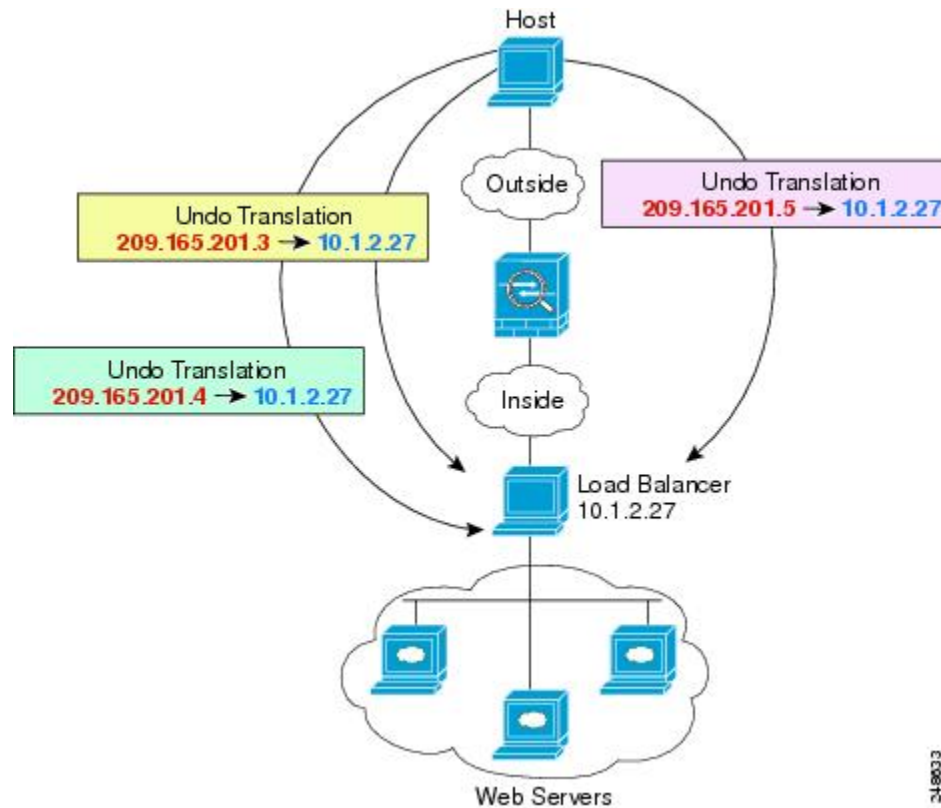 Host
Outside
Undo Translation
209.165.201.3 → 10.1.2.27
Undo Translation
209.165.201.5 → 10.1.2.27
Undo Translation
209.165.201.4 → 10.1.2.27
Inside
Load Balancer
10.1.2.27
Web Servers